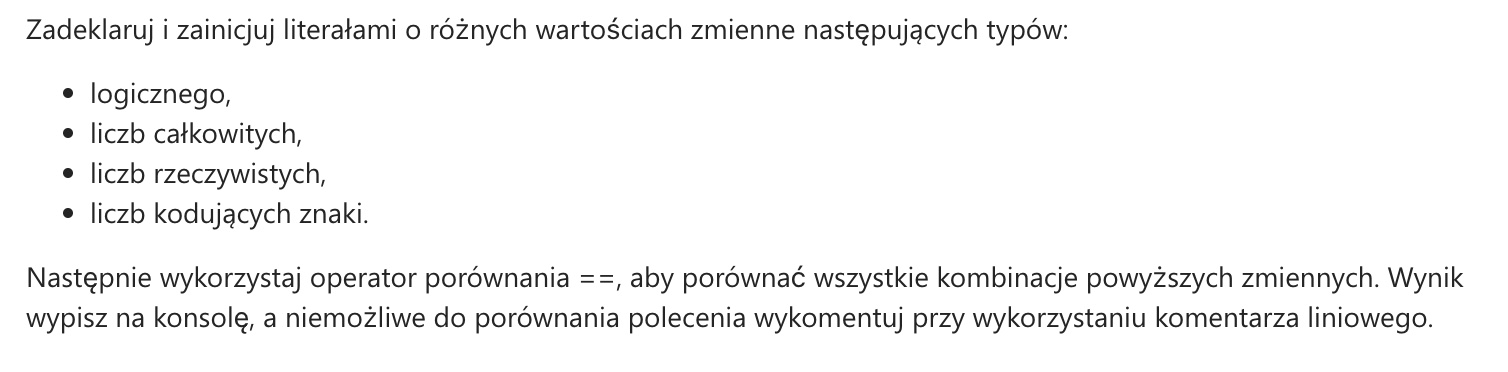 Zadeklaruj i zainicjuj literałami o różnych wartościach zmienne następujących typów:
• logicznego,
• liczb całkowitych,
• liczb rzeczywistych,
• liczb kodujących znaki.
Następnie wykorzystaj operator porównania ==, aby porównać wszystkie kombinacje powyższych zmiennych. Wynik
wypisz na konsolę, a niemożliwe do porównania polecenia wykomentuj przy wykorzystaniu komentarza liniowego.